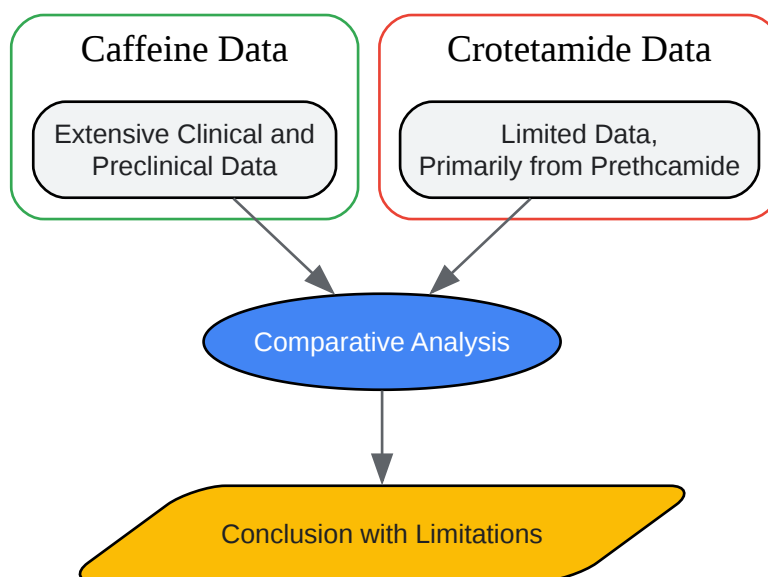 Caffeine Data
Extensive Clinical and
Preclinical Data
Crotetamide Data
Limited Data,
Primarily from Prethcamide
Comparative Analysis
Conclusion with Limitations